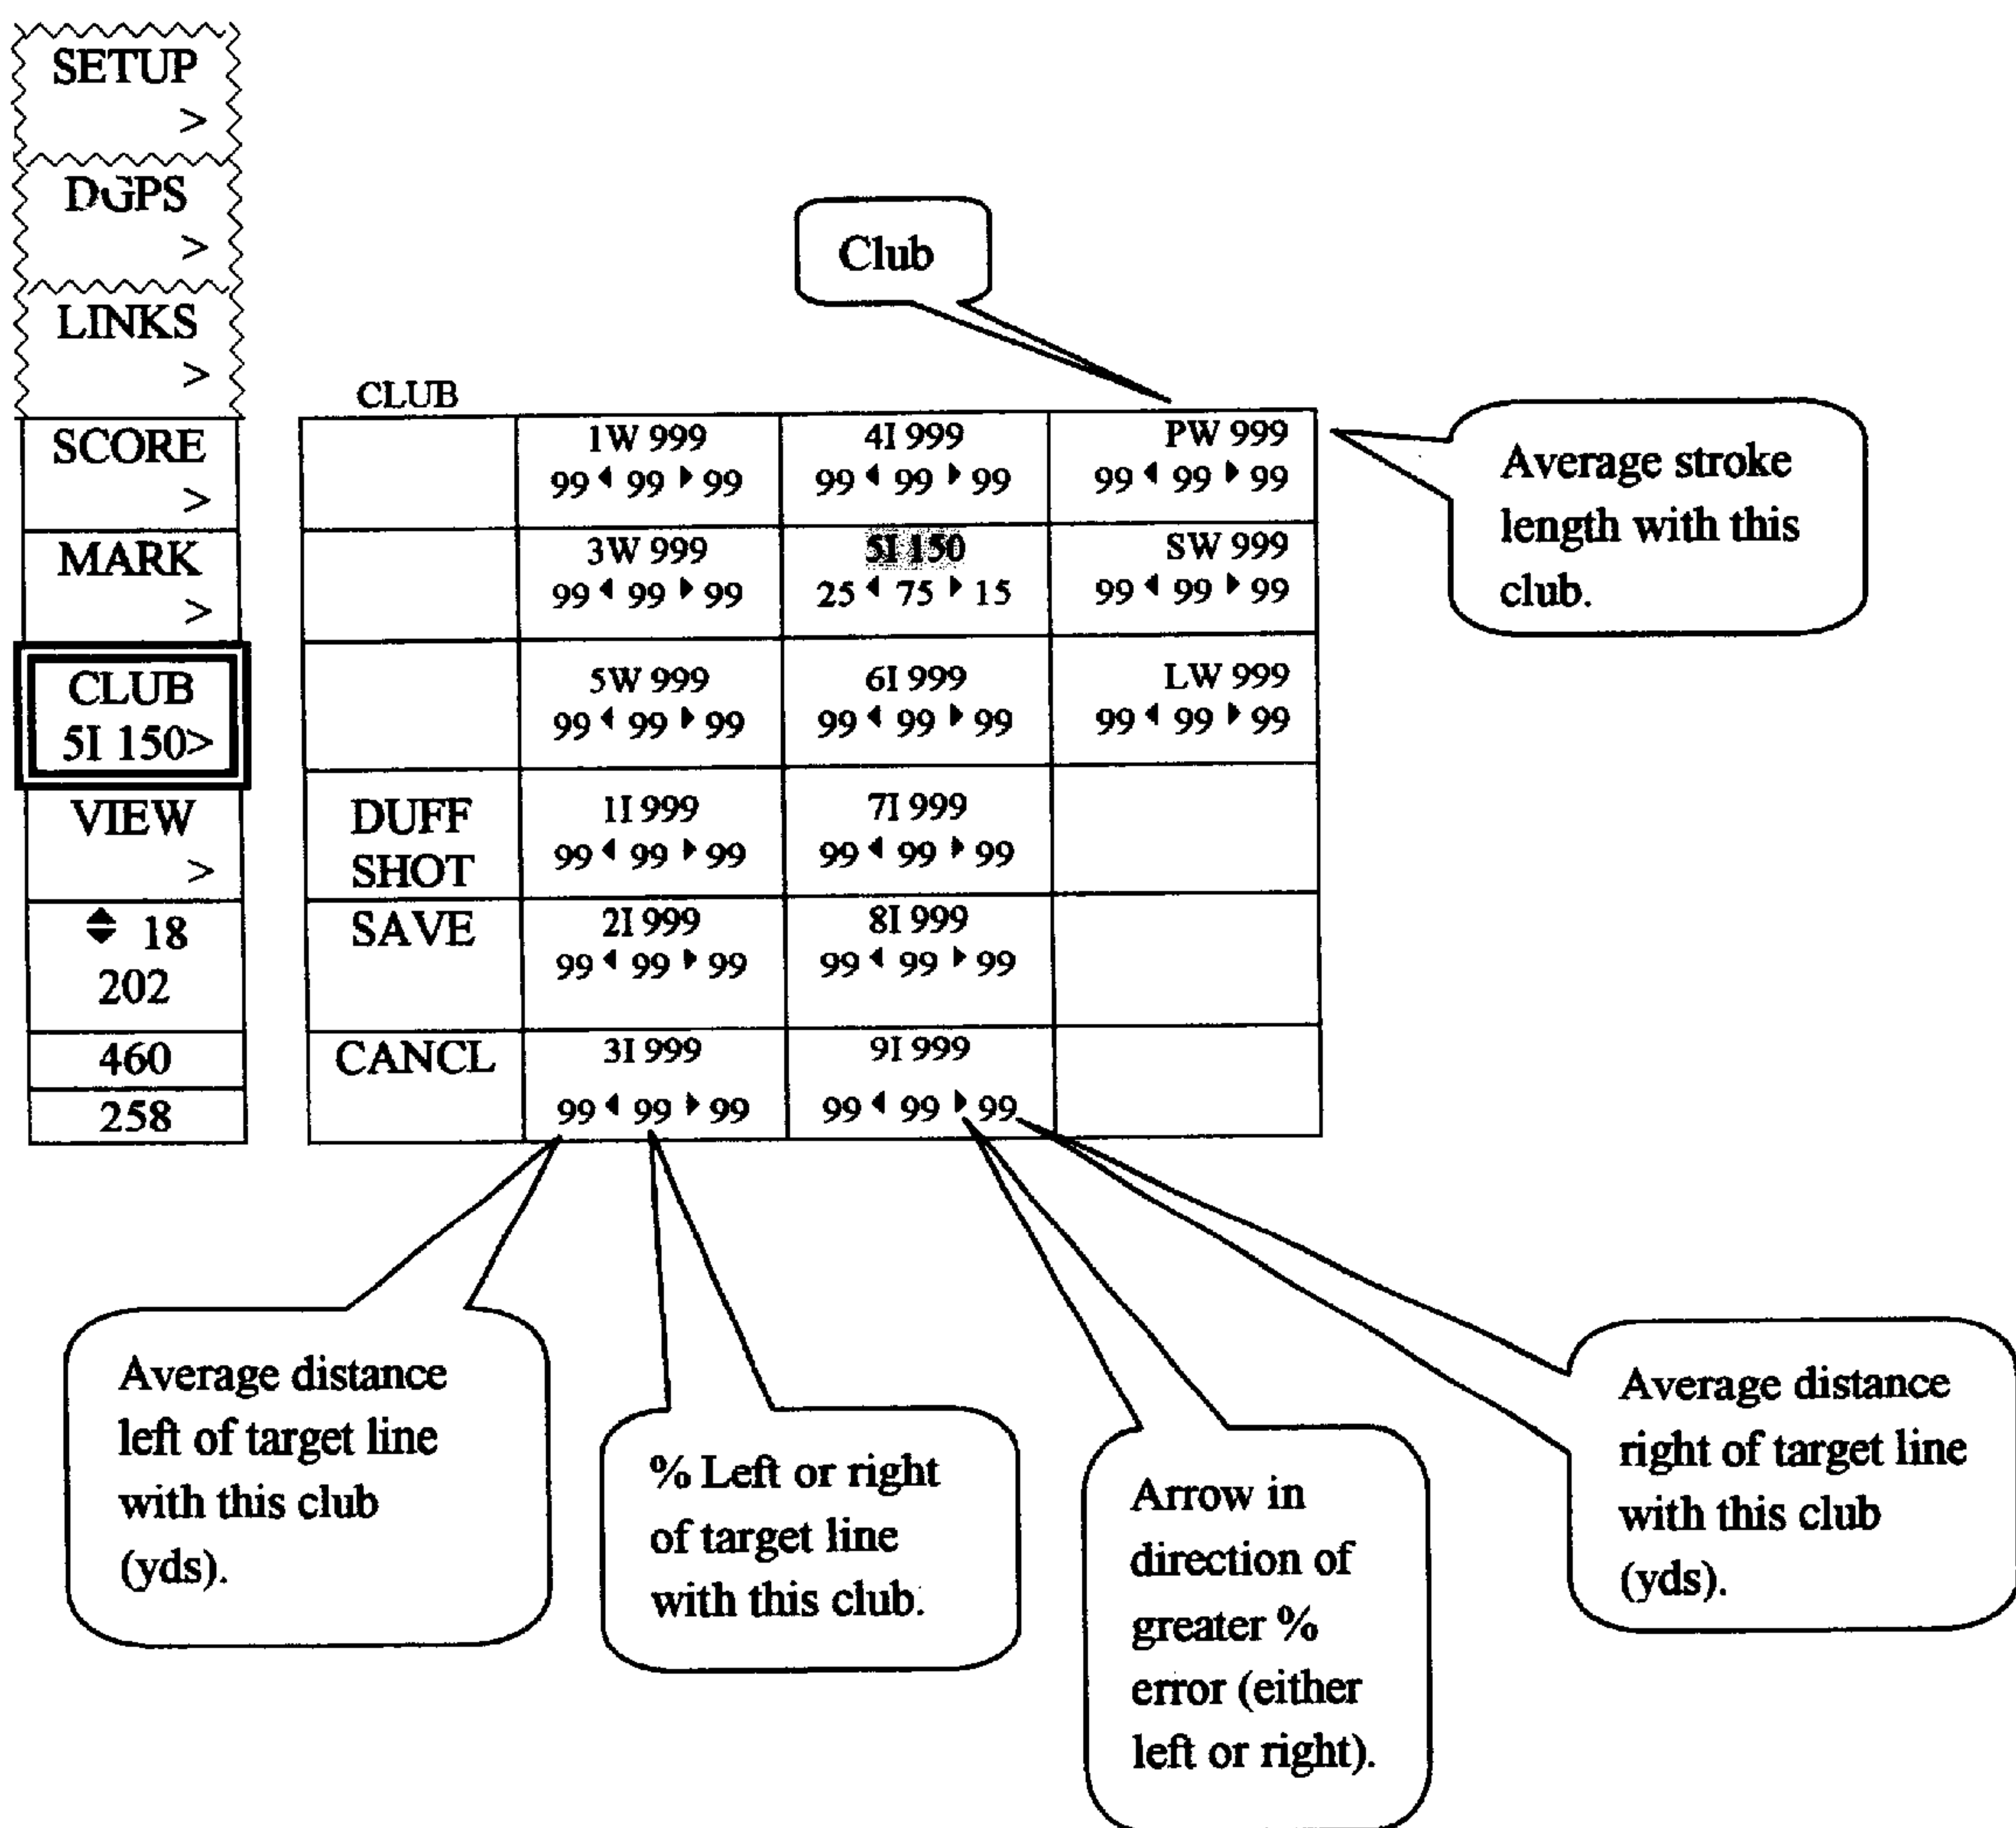 SETUP
>
DGPS
>
LINKS
>
SCORE
>
MARK
>
CLUB
5I 150>
VIEW
>
18
202
460
258
Club
CLUB
1W 999
99 ◀ 99 ▶ 99
4I 999
99 ◀ 99 ▶ 99
PW 999
99 ◀ 99 ▶ 99
3W 999
99 ◀ 99 ▶ 99
5I 150
25 ◀ 75 ▶ 15
SW 999
99 ◀ 99 ▶ 99
5W 999
99 ◀ 99 ▶ 99
6I 999
99 ◀ 99 ▶ 99
LW 999
99 ◀ 99 ▶ 99
DUFF
SHOT
1I 999
99 ◀ 99 ▶ 99
7I 999
99 ◀ 99 ▶ 99
SAVE
2I 999
99 ◀ 99 ▶ 99
8I 999
99 ◀ 99 ▶ 99
CANCL
3I 999
99 ◀ 99 ▶ 99
9I 999
99 ◀ 99 ▶ 99
Average stroke
length with this
club.
Average distance
left of target line
with this club
(yds).
% Left or right
of target line
with this club.
Arrow in
direction of
greater %
error (either
left or right).
Average distance
right of target line
with this club
(yds).